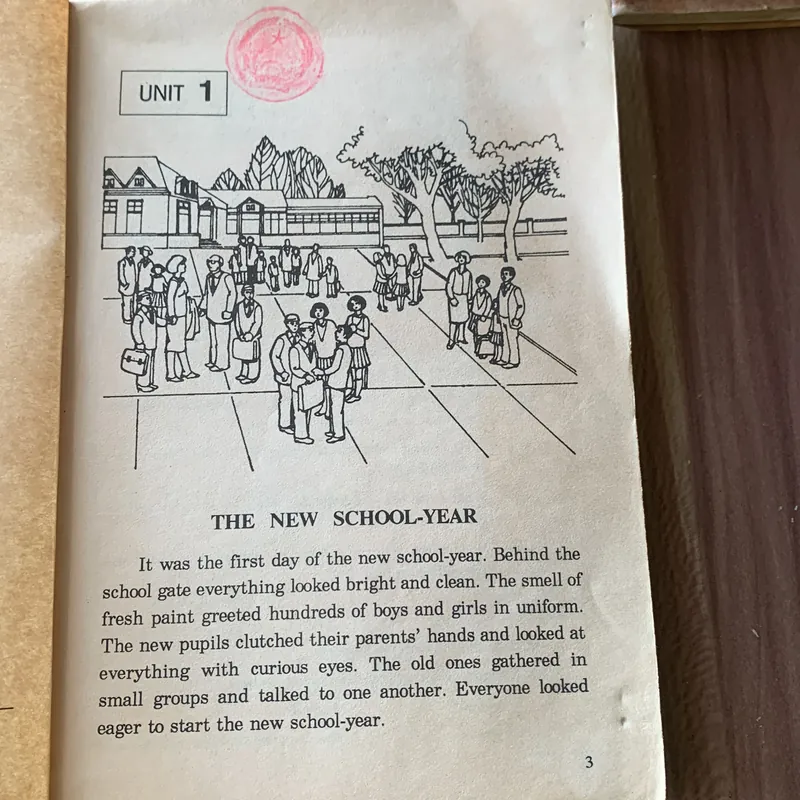 UNIT 1
THE NEW SCHOOL-YEAR
It was the first day of the new school-year. Behind the
school gate everything looked bright and clean. The smell of
fresh paint greeted hundreds of boys and girls in uniform.
The new pupils clutched their parents' hands and looked at
everything with curious eyes. The old ones gathered in
small groups and talked to one another. Everyone looked
eager to start the new school-year.
3